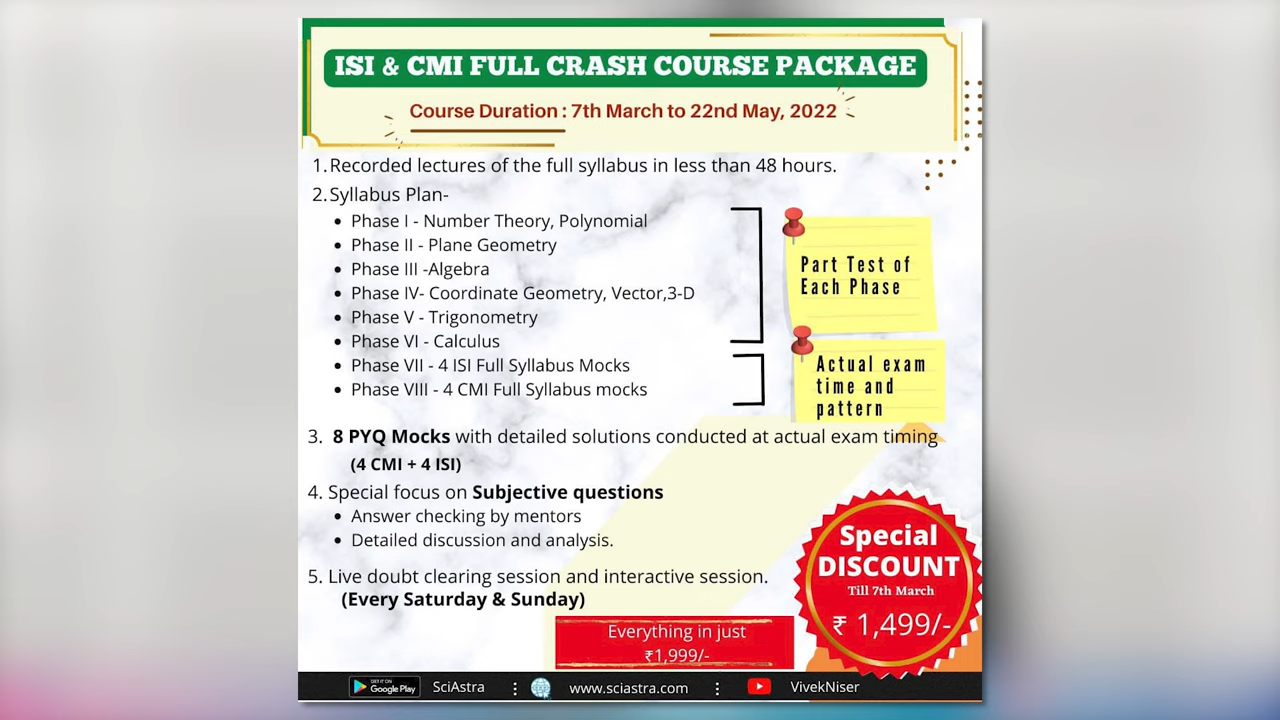 ISI & CMI FULL CRASH COURSE PACKAGE
Course Duration : 7th March to 22nd May, 2022
1. Recorded lectures of the full syllabus in less than 48 hours.
2. Syllabus Plan-
• Phase I - Number Theory, Polynomial
• Phase II - Plane Geometry
• Phase III -Algebra
• Phase IV- Coordinate Geometry, Vector,3-D
• Phase V - Trigonometry
• Phase VI - Calculus
• Phase VII - 4 ISI Full Syllabus Mocks
• Phase VIII - 4 CMI Full Syllabus mocks
Part Test of
Each Phase
Actual exam
time and
pattern
3. 8 PYQ Mocks with detailed solutions conducted at actual exam timing
(4 CMI + 4 ISI)
4. Special focus on Subjective questions
• Answer checking by mentors
• Detailed discussion and analysis.
5. Live doubt clearing session and interactive session.
(Every Saturday & Sunday)
Special
DISCOUNT
Till 7th March
₹ 1,499/-
Everything in just
₹1,999/-
GET IT ON
Google Play
SciAstra
www.sciastra.com
VivekNiser